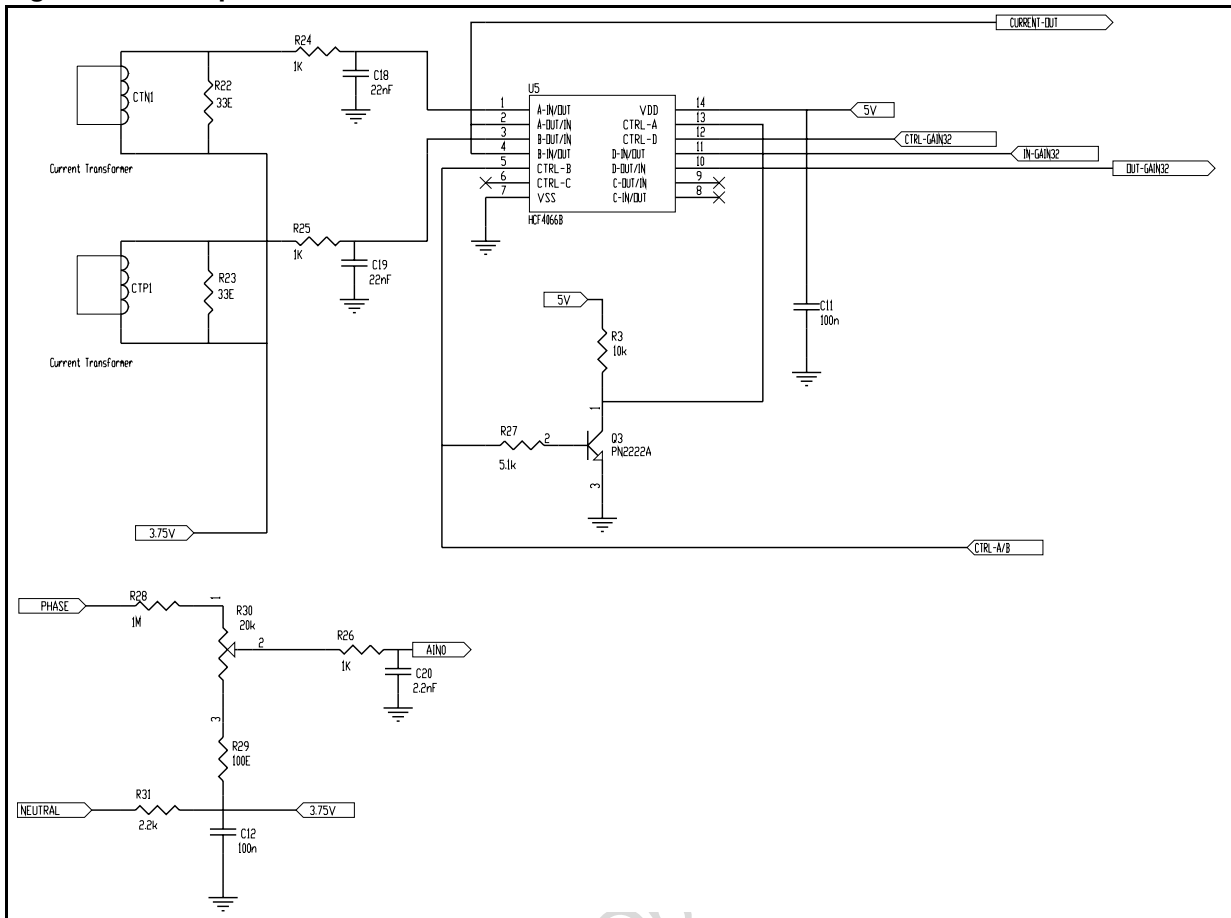 CURRENT-OUT
R24
1K
C18
22nF
CTN1
R22
33E
Current Transformer
U5
1 A-IN/OUT VDD 14
2 A-OUT/IN CTRL-A 13
3 B-OUT/IN CTRL-D 12
4 B-IN/OUT D-IN/OUT 11
5 CTRL-B D-OUT/IN 10
6 CTRL-C C-OUT/IN 9
7 VSS C-IN/OUT 8
HCF4066B
5V
CTRL-GAIN32
IN-GAIN32
OUT-GAIN32
R25
1K
C19
22nF
CTP1
R23
33E
Current Transformer
5V
R3
10k
C11
100n
1
R27
5.1k
2
Q3
PN2222A
3
3.75V
CTRL-A/B
PHASE
R28
1M
1
R30
20k
2
R26
1K
AIN0
C20
2.2nF
3
R29
100E
NEUTRAL
R31
2.2k
3.75V
C12
100n